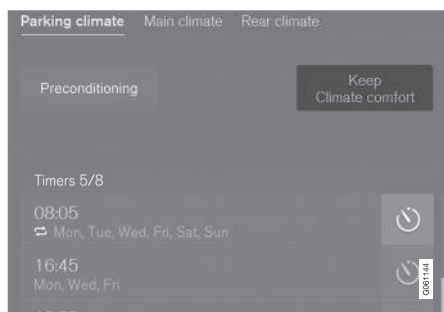 Parking climate Main climate Rear climate
Preconditioning
Keep
Climate comfort
Timers 5/8
08:05
Mon, Tue, Wed, Fri, Sat, Sun
16:45
Mon, Wed, Fri
G061144